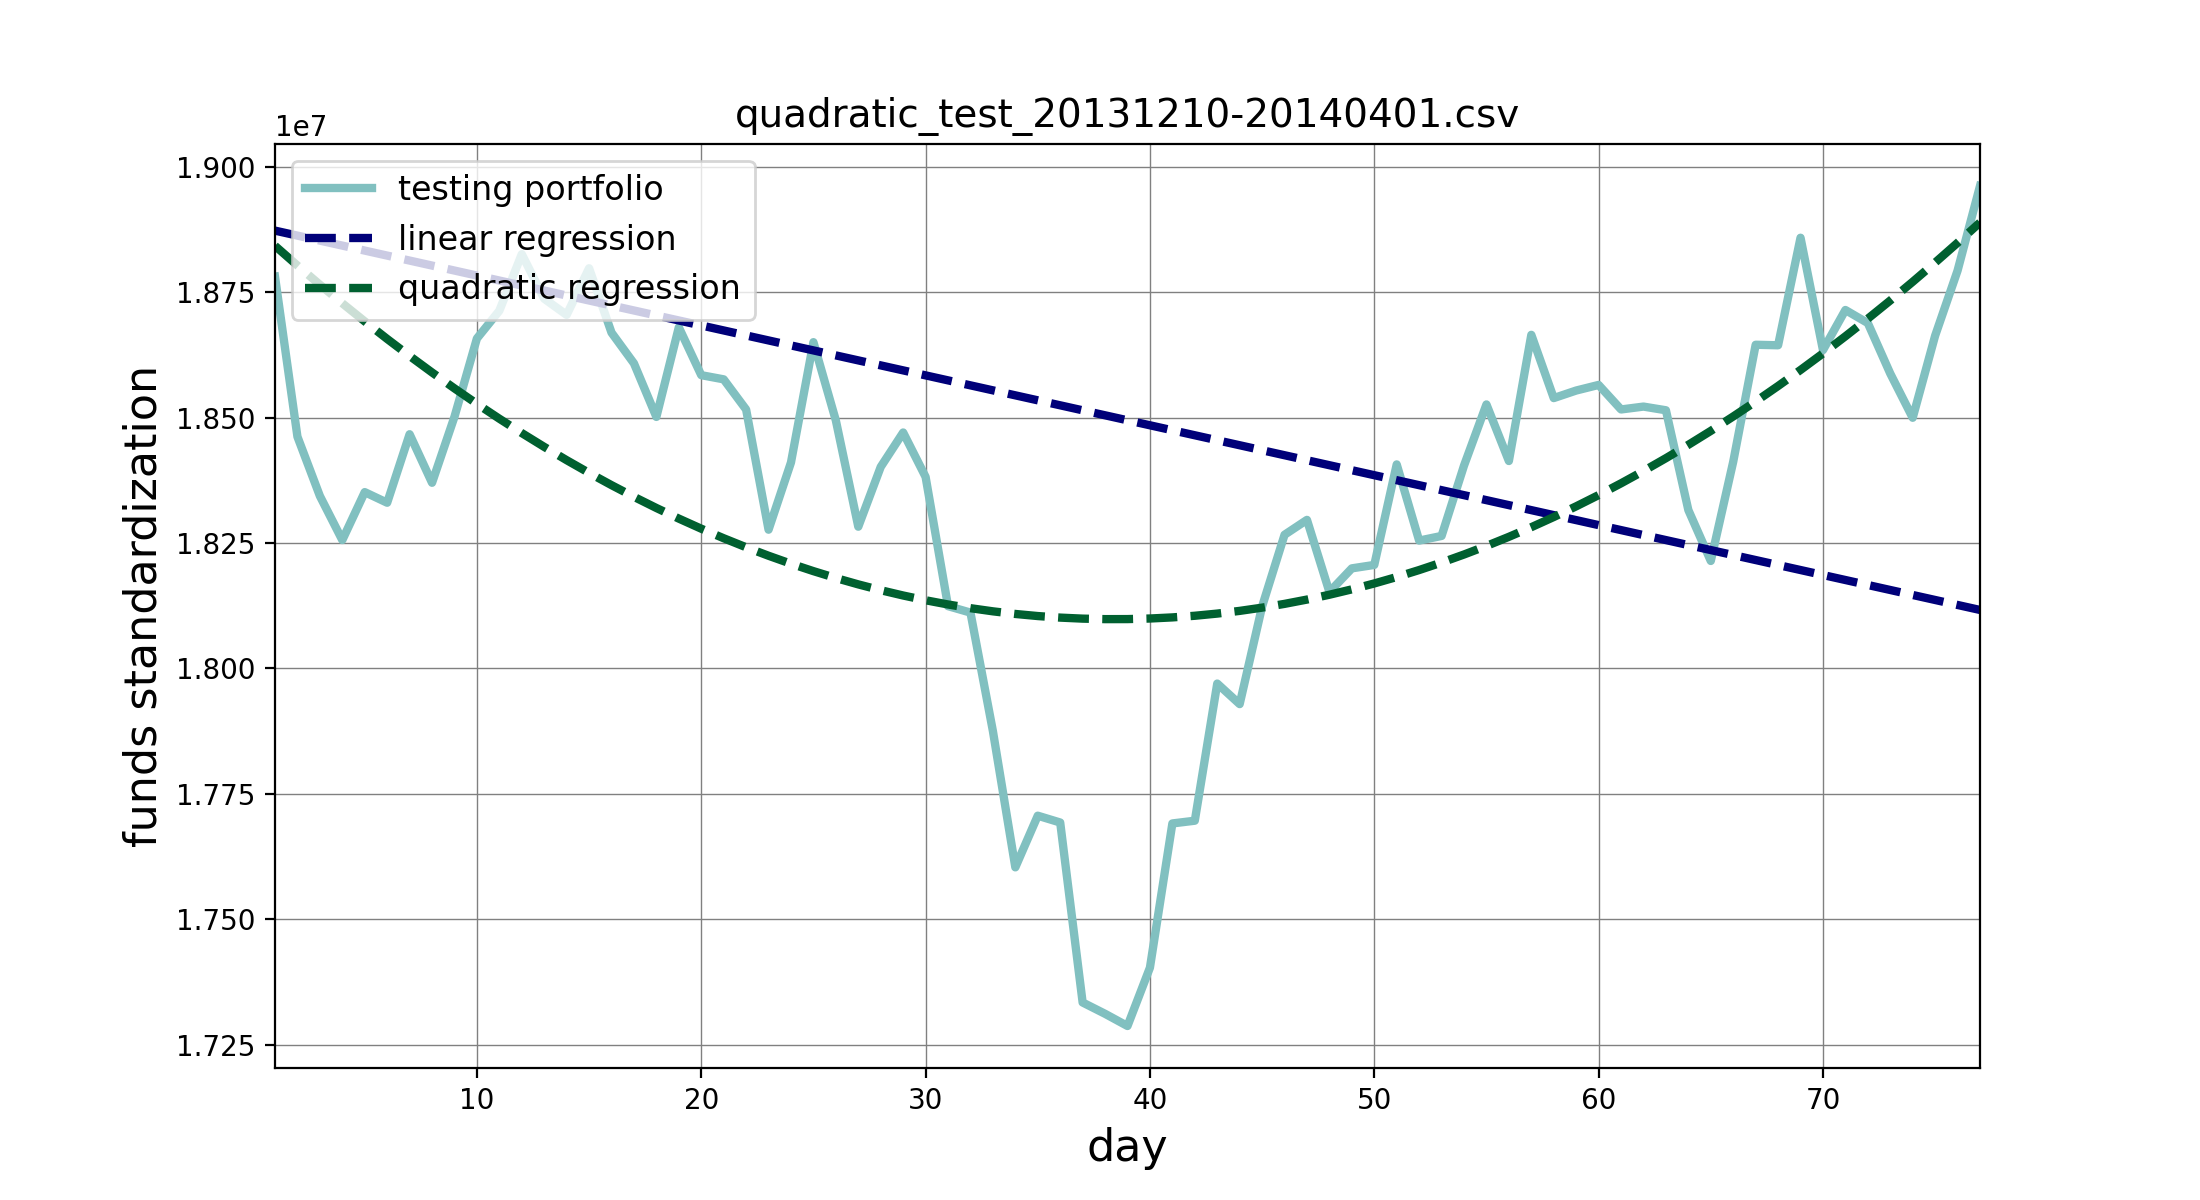 quadratic_test_20131210-20140401.csv
1e7
testing portfolio
linear regression
quadratic regression
funds standardization
1.900
1.875
1.850
1.825
1.800
1.775
1.750
1.725
10 20 30 40 50 60 70
day